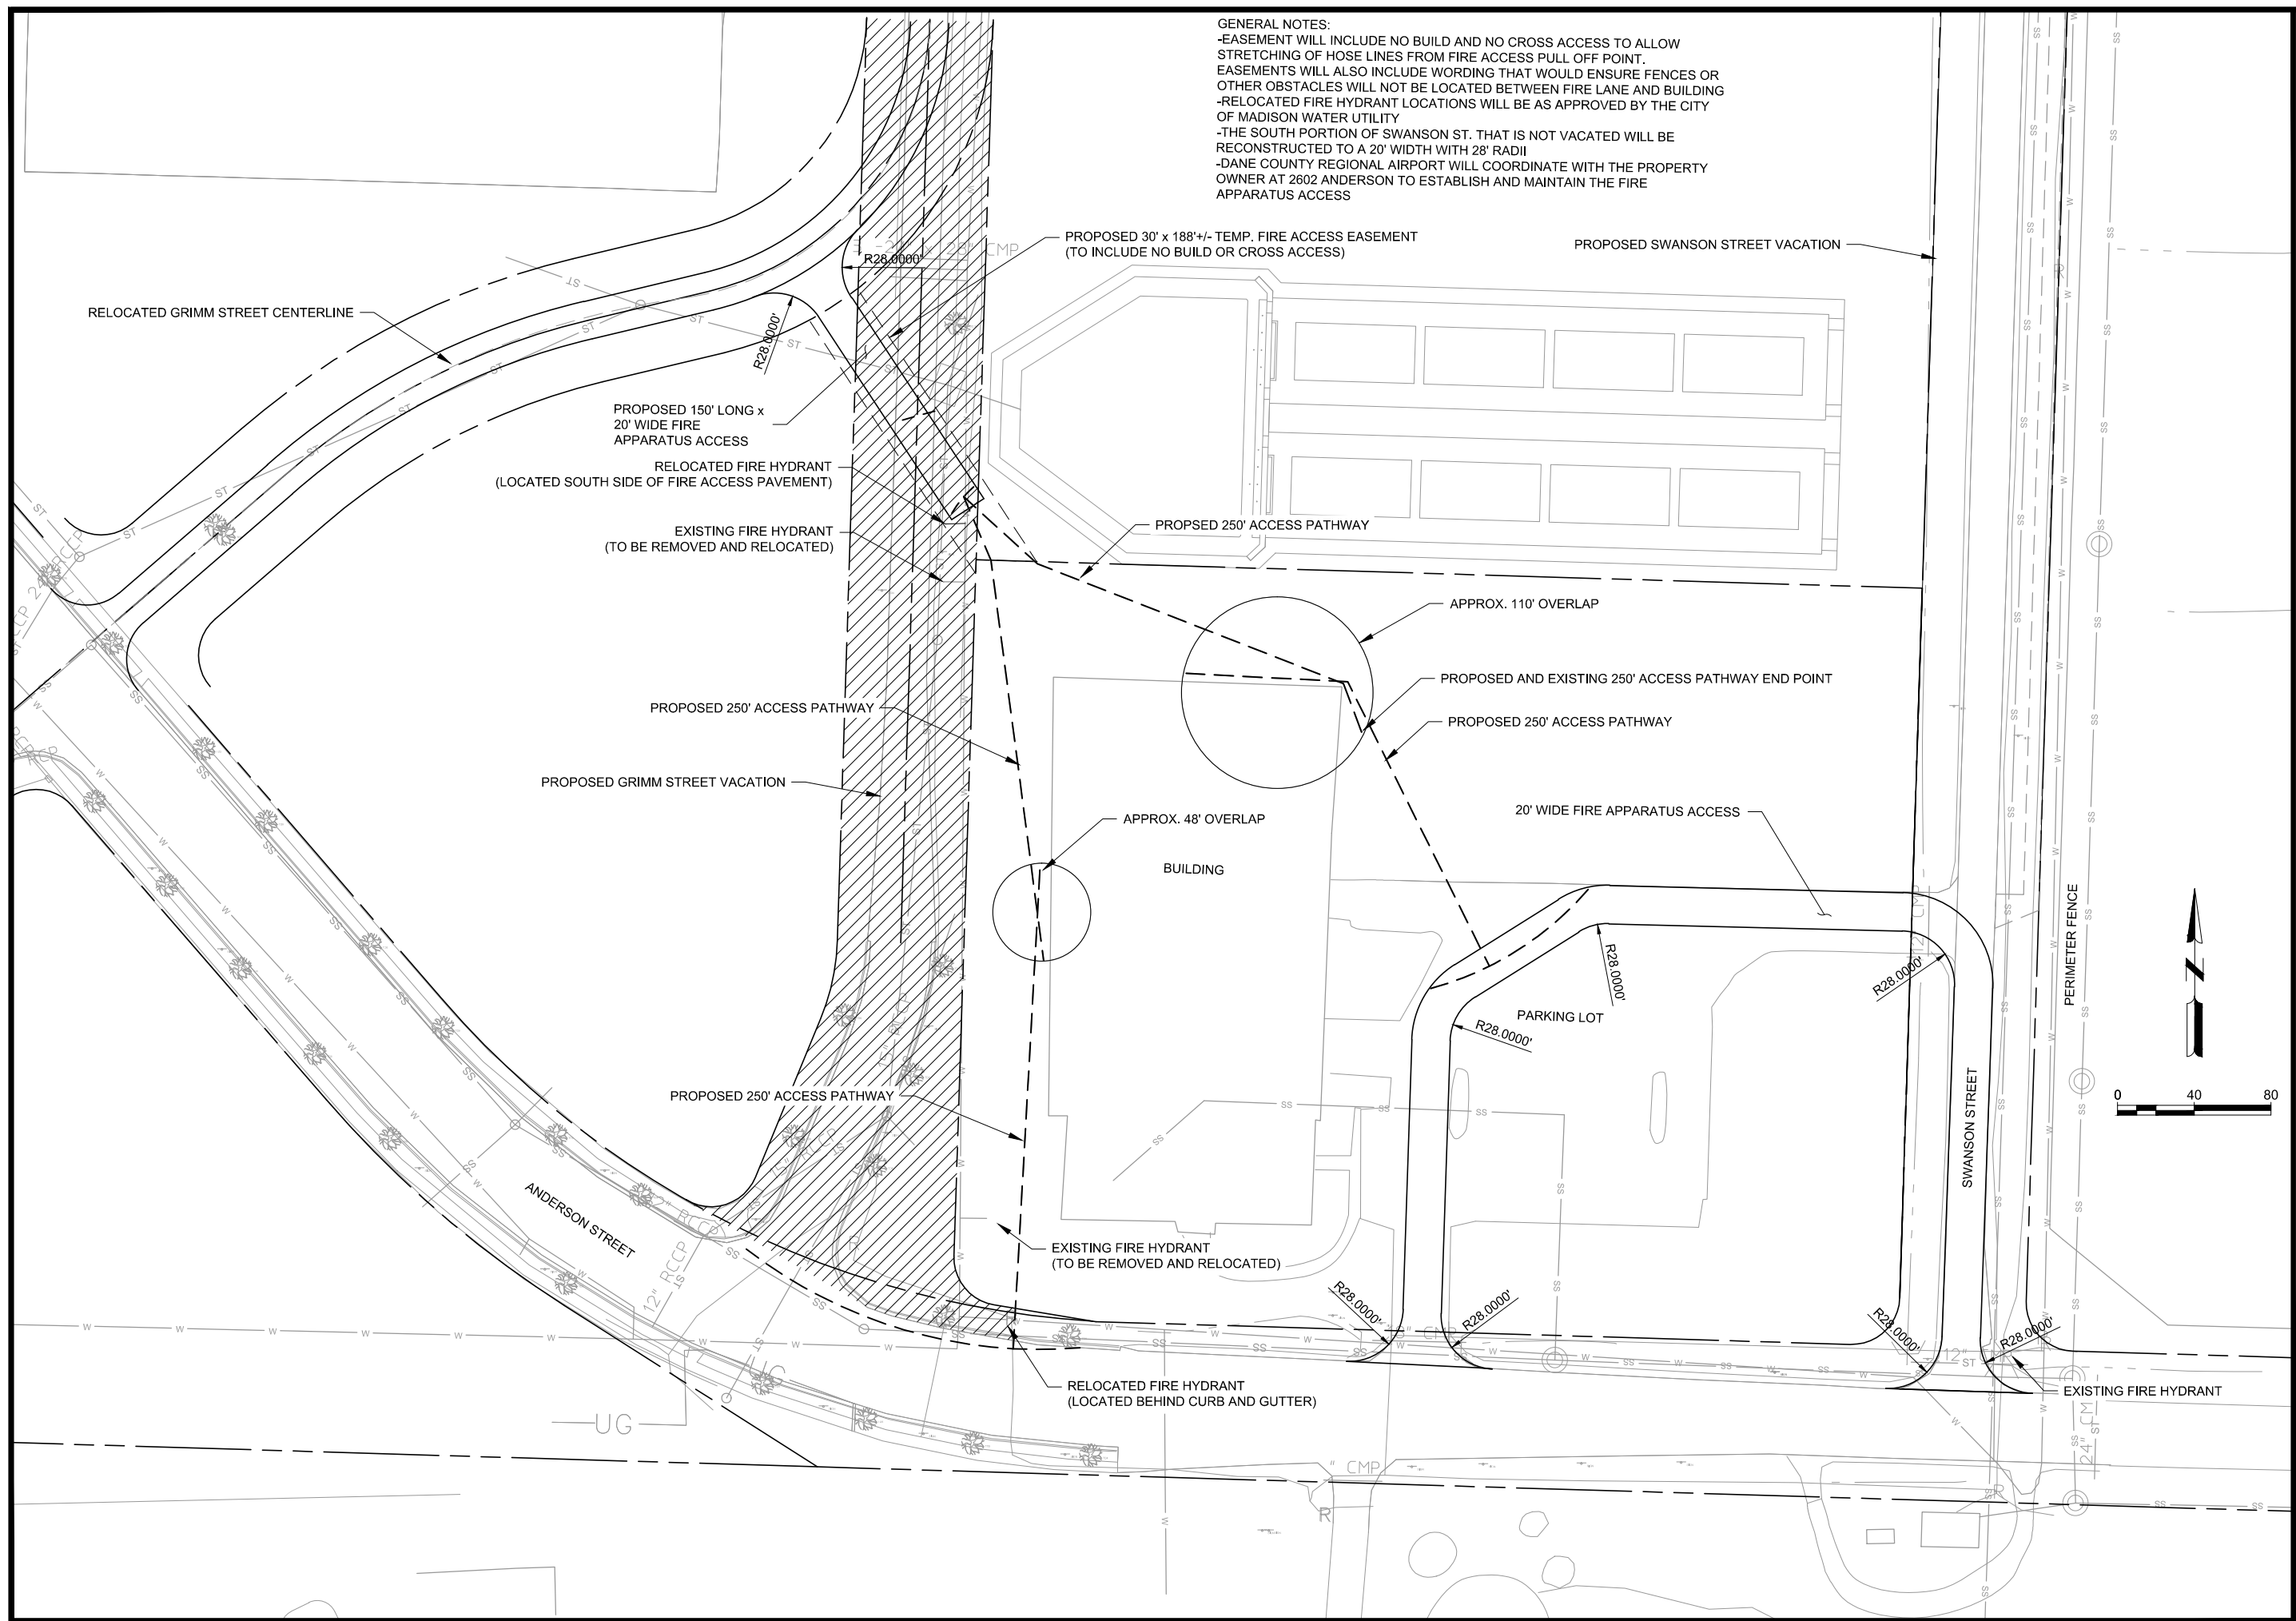 GENERAL NOTES:
-EASEMENT WILL INCLUDE NO BUILD AND NO CROSS ACCESS TO ALLOW
STRETCHING OF HOSE LINES FROM FIRE ACCESS PULL OFF POINT.
EASEMENTS WILL ALSO INCLUDE WORDING THAT WOULD ENSURE FENCES OR
OTHER OBSTACLES WILL NOT BE LOCATED BETWEEN FIRE LANE AND BUILDING
-RELOCATED FIRE HYDRANT LOCATIONS WILL BE AS APPROVED BY THE CITY
OF MADISON WATER UTILITY
-THE SOUTH PORTION OF SWANSON ST. THAT IS NOT VACATED WILL BE
RECONSTRUCTED TO A 20' WIDTH WITH 28' RADII
-DANE COUNTY REGIONAL AIRPORT WILL COORDINATE WITH THE PROPERTY
OWNER AT 2602 ANDERSON TO ESTABLISH AND MAINTAIN THE FIRE
APPARATUS ACCESS
PROPOSED 30' x 188'+/- TEMP. FIRE ACCESS EASEMENT
(TO INCLUDE NO BUILD OR CROSS ACCESS)
PROPOSED SWANSON STREET VACATION
CMP
R28.0000'
RELOCATED GRIMM STREET CENTERLINE
R28.0000'
PROPOSED 150' LONG x
20' WIDE FIRE
APPARATUS ACCESS
RELOCATED FIRE HYDRANT
(LOCATED SOUTH SIDE OF FIRE ACCESS PAVEMENT)
EXISTING FIRE HYDRANT
(TO BE REMOVED AND RELOCATED)
PROPSED 250' ACCESS PATHWAY
APPROX. 110' OVERLAP
PROPOSED AND EXISTING 250' ACCESS PATHWAY END POINT
PROPOSED 250' ACCESS PATHWAY
PROPOSED 250' ACCESS PATHWAY
PROPOSED GRIMM STREET VACATION
20' WIDE FIRE APPARATUS ACCESS
APPROX. 48' OVERLAP
BUILDING
PERIMETER FENCE
R28.0000'
R28.0000'
PARKING LOT
R28.0000'
SWANSON STREET
PROPOSED 250' ACCESS PATHWAY
0 40 80
ANDERSON STREET
12" RCCP
EXISTING FIRE HYDRANT
(TO BE REMOVED AND RELOCATED)
R28.0000'
R28.0000'
R28.0000'
R28.0000'
12"
ST
RELOCATED FIRE HYDRANT
(LOCATED BEHIND CURB AND GUTTER)
EXISTING FIRE HYDRANT
UG
UG
" CMP
R